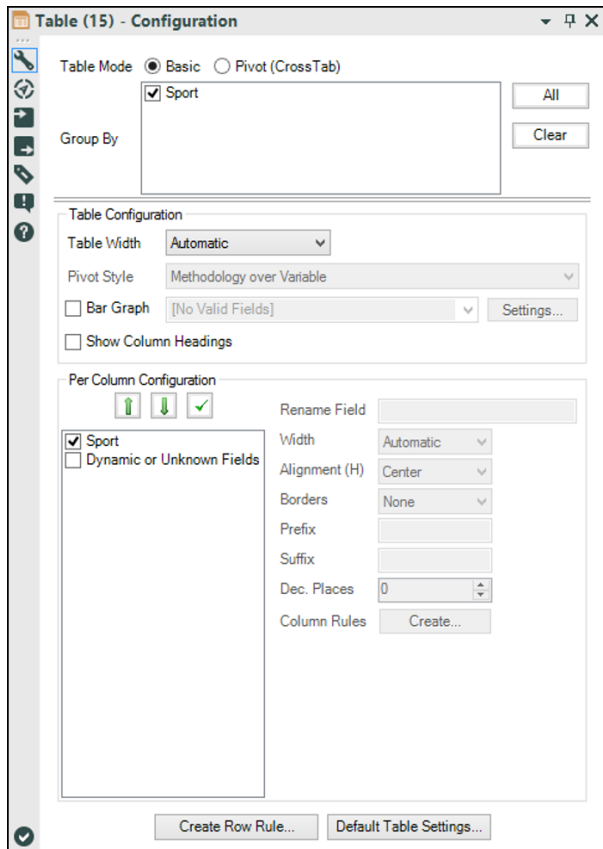 Table (15) - Configuration
Table Mode Basic Pivot (CrossTab)
Group By
Sport
All
Clear
Table Configuration
Table Width Automatic
Pivot Style Methodology over Variable
Bar Graph [No Valid Fields] Settings...
Show Column Headings
Per Column Configuration
Sport
Dynamic or Unknown Fields
Rename Field
Width Automatic
Alignment (H) Center
Borders None
Prefix
Suffix
Dec. Places 0
Column Rules Create...
Create Row Rule... Default Table Settings...